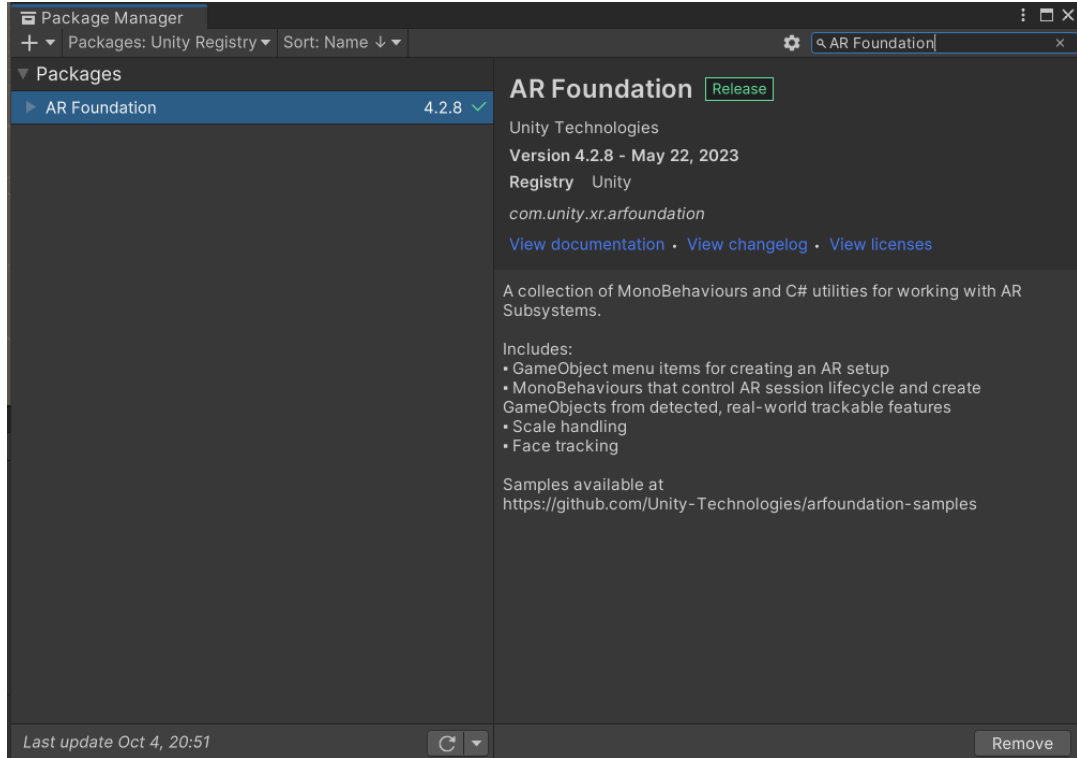 Package Manager
Packages: Unity Registry Sort: Name ↓ AR Foundation
Packages
AR Foundation 4.2.8
AR Foundation Release
Unity Technologies
Version 4.2.8 - May 22, 2023
Registry Unity
com.unity.xr.arfoundation
View documentation • View changelog • View licenses
A collection of MonoBehaviours and C# utilities for working with AR
Subsystems.
Includes:
▪ GameObject menu items for creating an AR setup
▪ MonoBehaviours that control AR session lifecycle and create
GameObjects from detected, real-world trackable features
▪ Scale handling
▪ Face tracking
Samples available at
https://github.com/Unity-Technologies/arfoundation-samples
Last update Oct 4, 20:51
Remove